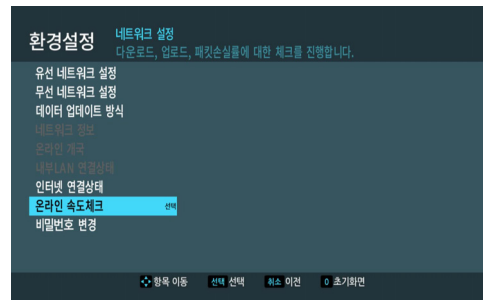 환경설정
네트워크 설정
다운로드, 업로드, 패킷손실률에 대한 체크를 진행합니다.
유선 네트워크 설정
무선 네트워크 설정
데이터 업데이트 방식
네트워크 정보
온라인 개국
내부LAN 연결상태
인터넷 연결상태
온라인 속도체크 선택
비밀번호 변경
항목 이동 선택 선택 취소 이전 0 초기화면